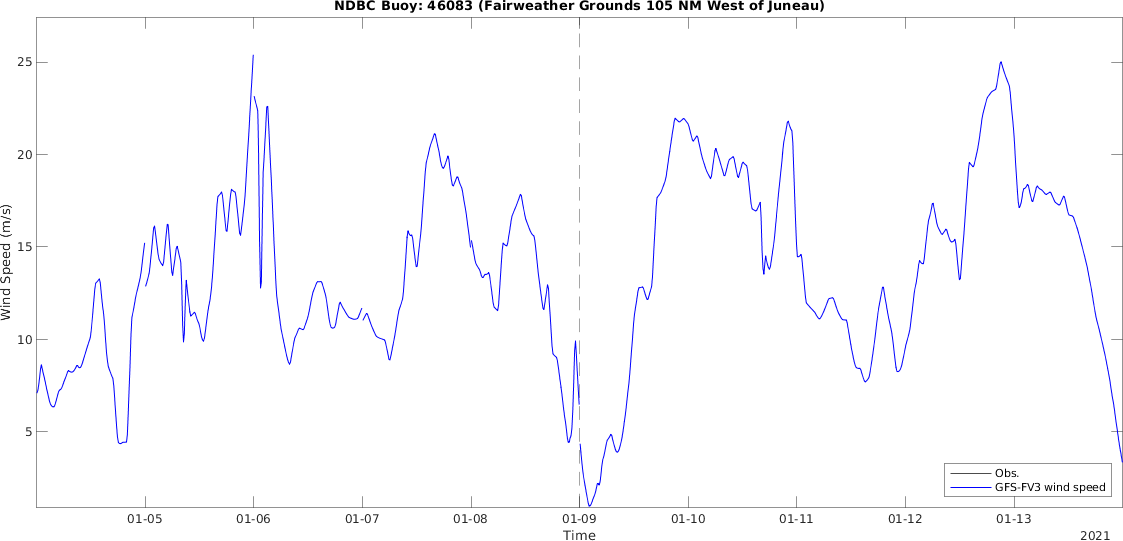 NDBC Buoy: 46083 (Fairweather Grounds 105 NM West of Juneau)
25
20
15
10
5
Wind Speed (m/s)
Obs.
GFS-FV3 wind speed
01-05 01-06 01-07 01-08 01-09 01-10 01-11 01-12 01-13
Time
2021